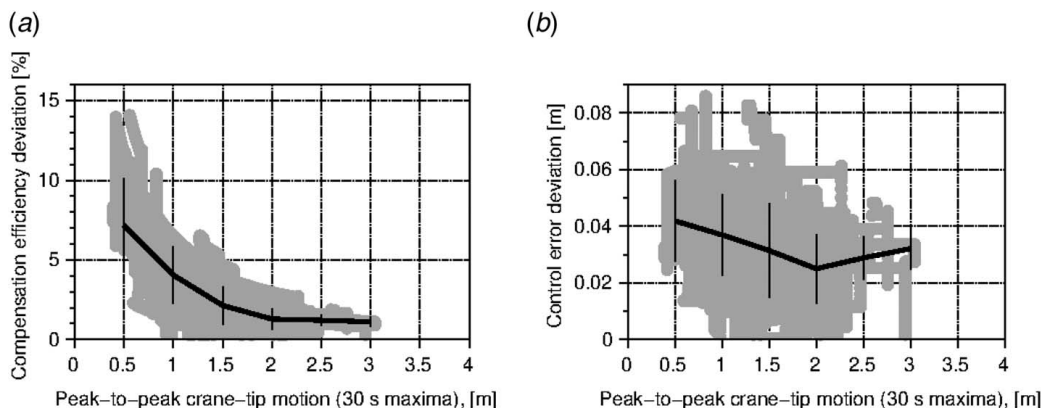 (a)
Compensation efficiency deviation [%]
15
10
5
0
0 0.5 1 1.5 2 2.5 3 3.5 4
Peak−to−peak crane−tip motion (30 s maxima), [m]
(b)
Control error deviation [m]
0.08
0.06
0.04
0.02
0
0 0.5 1 1.5 2 2.5 3 3.5 4
Peak−to−peak crane−tip motion (30 s maxima), [m]